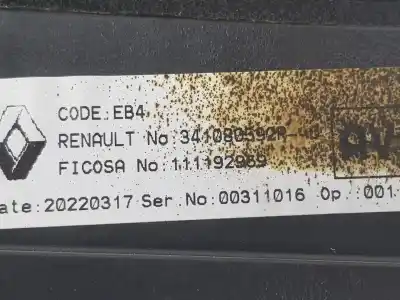 CODE:EB4
RENAULT No:341080592R--
FICOSA No:111192969
ate:20220317 Ser.No:00311016 Op.:001